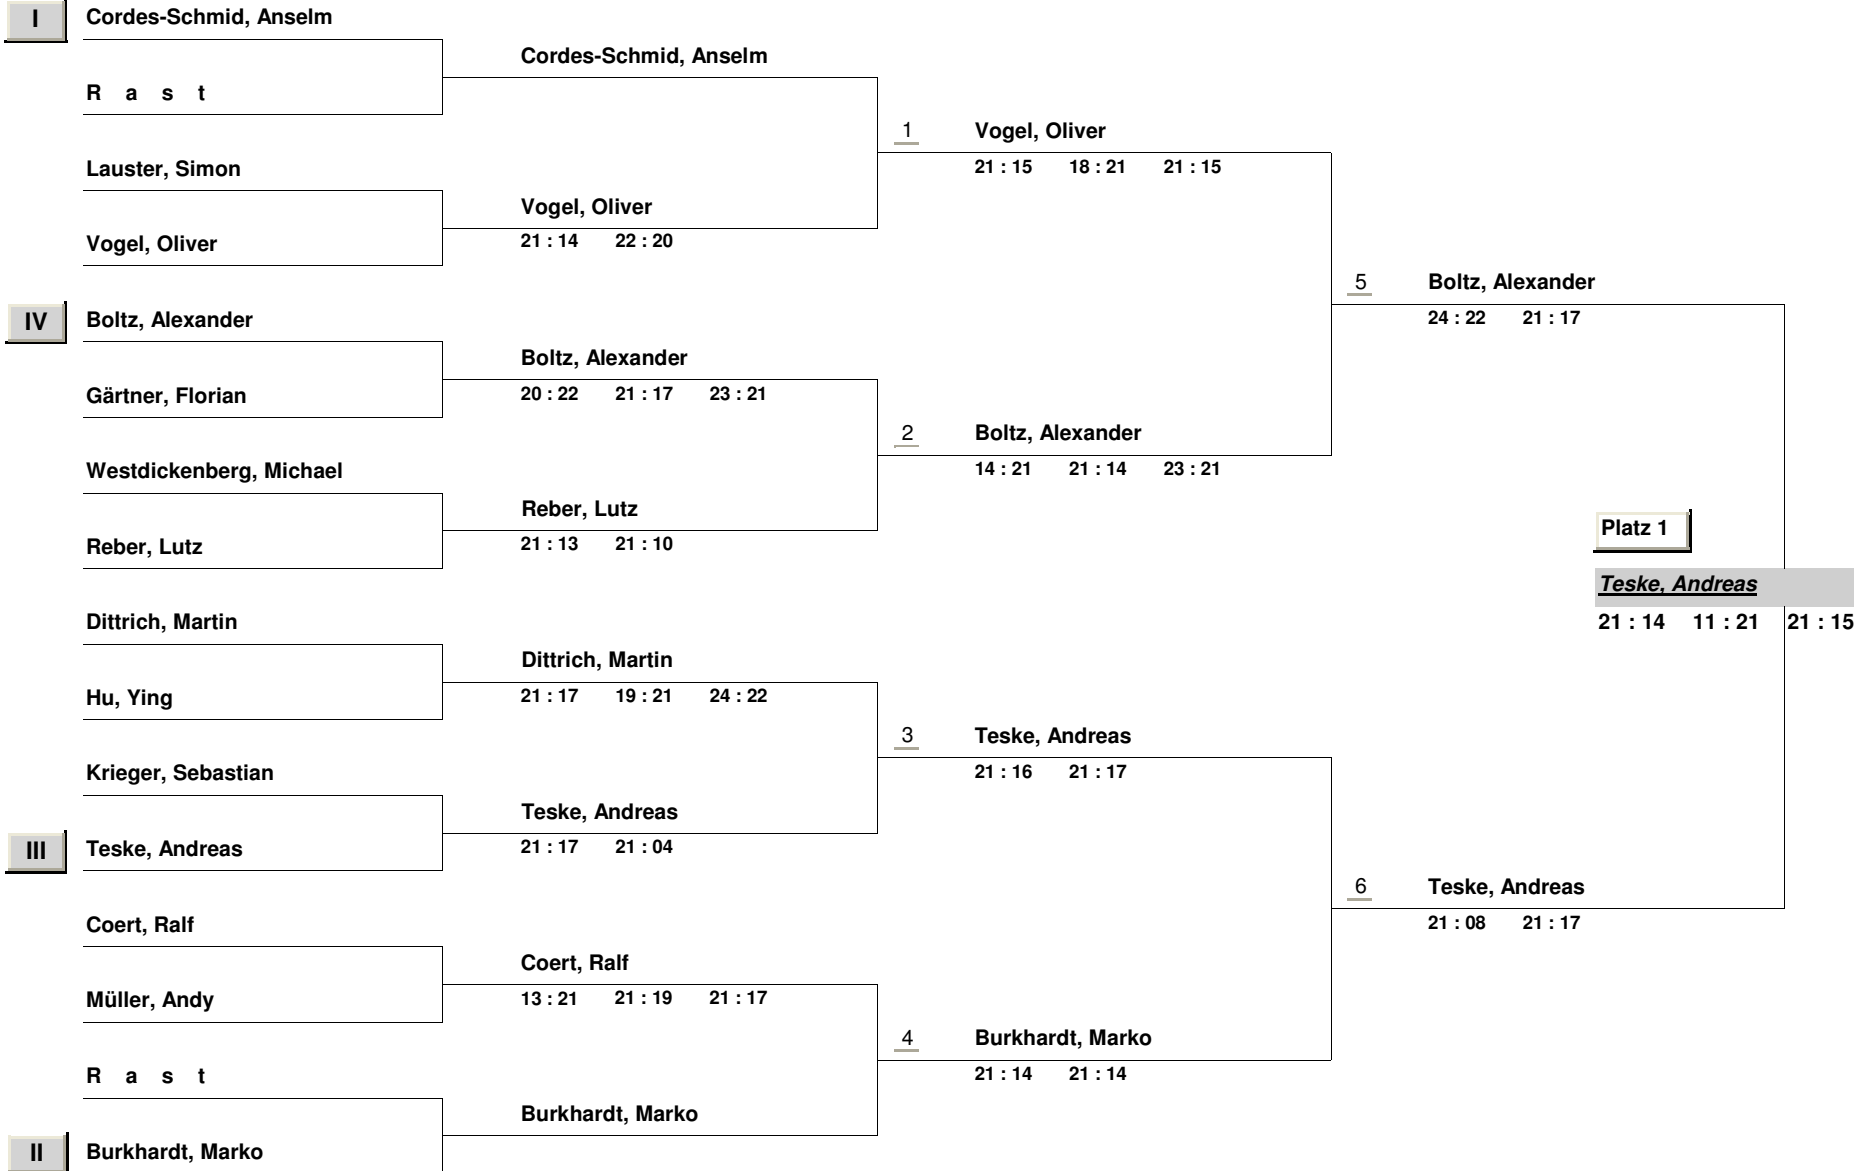 I Cordes-Schmid, Anselm
Cordes-Schmid, Anselm
R a s t
1 Vogel, Oliver
21 : 15 18 : 21 21 : 15
Lauster, Simon
Vogel, Oliver
21 : 14 22 : 20
Vogel, Oliver
5 Boltz, Alexander
24 : 22 21 : 17
IV Boltz, Alexander
Boltz, Alexander
20 : 22 21 : 17 23 : 21
Gärtner, Florian
2 Boltz, Alexander
14 : 21 21 : 14 23 : 21
Westdickenberg, Michael
Reber, Lutz
21 : 13 21 : 10
Reber, Lutz
Platz 1
Teske, Andreas
21 : 14 11 : 21 21 : 15
Dittrich, Martin
Dittrich, Martin
21 : 17 19 : 21 24 : 22
Hu, Ying
3 Teske, Andreas
21 : 16 21 : 17
Krieger, Sebastian
Teske, Andreas
21 : 17 21 : 04
III Teske, Andreas
6 Teske, Andreas
21 : 08 21 : 17
Coert, Ralf
Coert, Ralf
13 : 21 21 : 19 21 : 17
Müller, Andy
4 Burkhardt, Marko
21 : 14 21 : 14
R a s t
Burkhardt, Marko
II Burkhardt, Marko